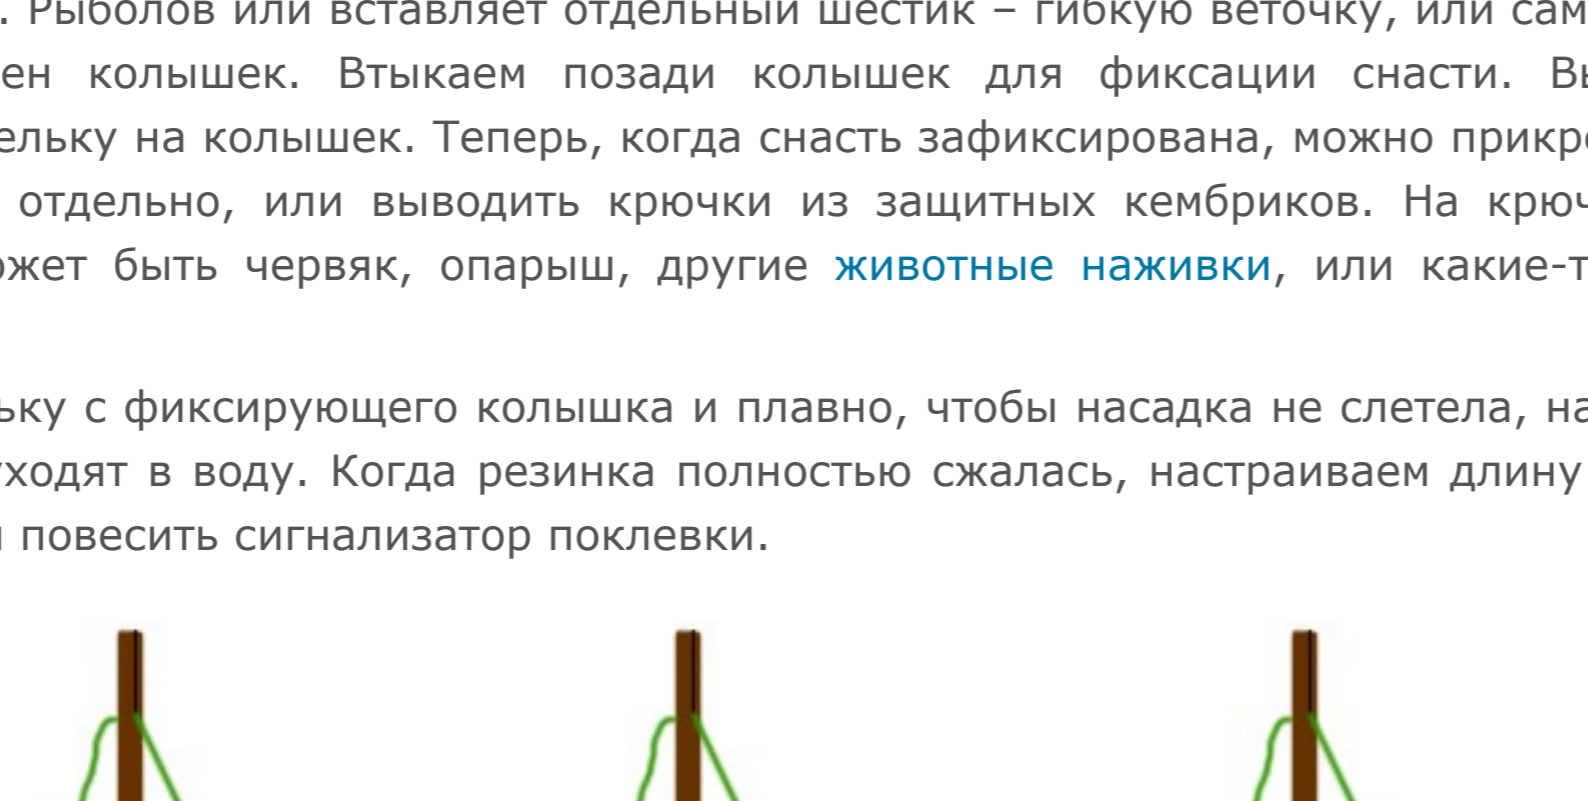 . Рыболов или вставляет отдельный шестик – гибкую веточку, или сам
ен колышек. Втыкаем позади колышек для фиксации снасти. Вы
ельку на колышек. Теперь, когда снасть зафиксирована, можно прикре
отдельно, или выводить крючки из защитных кембриков. На крюч
ожет быть червяк, опарыш, другие животные наживки, или какие-т
ьку с фиксирующего колышка и плавно, чтобы насадка не слетела, на
уходят в воду. Когда резинка полностью сжалась, настраиваем длину
повесить сигнализатор поклевки.